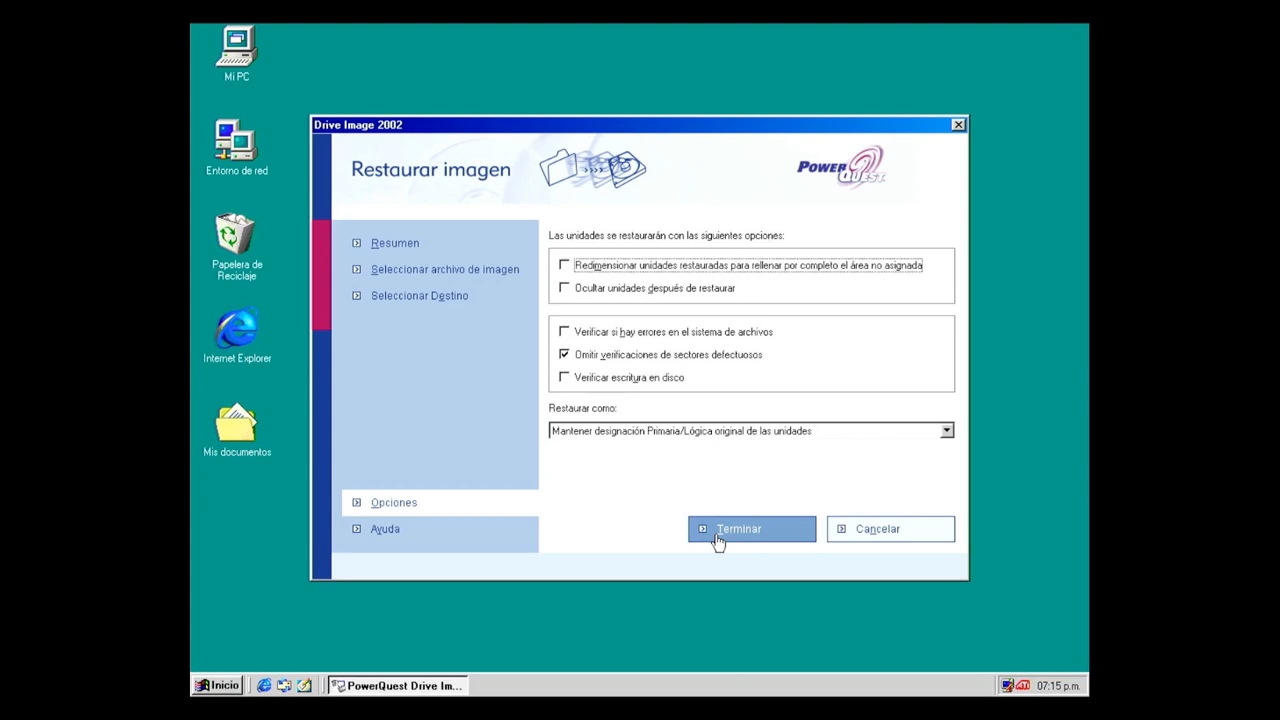 Mi PC
Entorno de red
Papelera de
Reciclaje
Internet Explorer
Mis documentos
Drive Image 2002
Restaurar imagen
POWER
QUEST
Resumen
Seleccionar archivo de imagen
Seleccionar Destino
Opciones
Ayuda
Las unidades se restaurarán con las siguientes opciones:
Redimensionar unidades restauradas para rellenar por completo el área no asignada
Ocultar unidades después de restaurar
Verificar si hay errores en el sistema de archivos
Omitir verificaciones de sectores defectuosos
Verificar escritura en disco
Restaurar como:
Mantener designación Primaria/Lógica original de las unidades
Terminar
Cancelar
Inicio
PowerQuest Drive Im...
ATI
07:15 p.m.